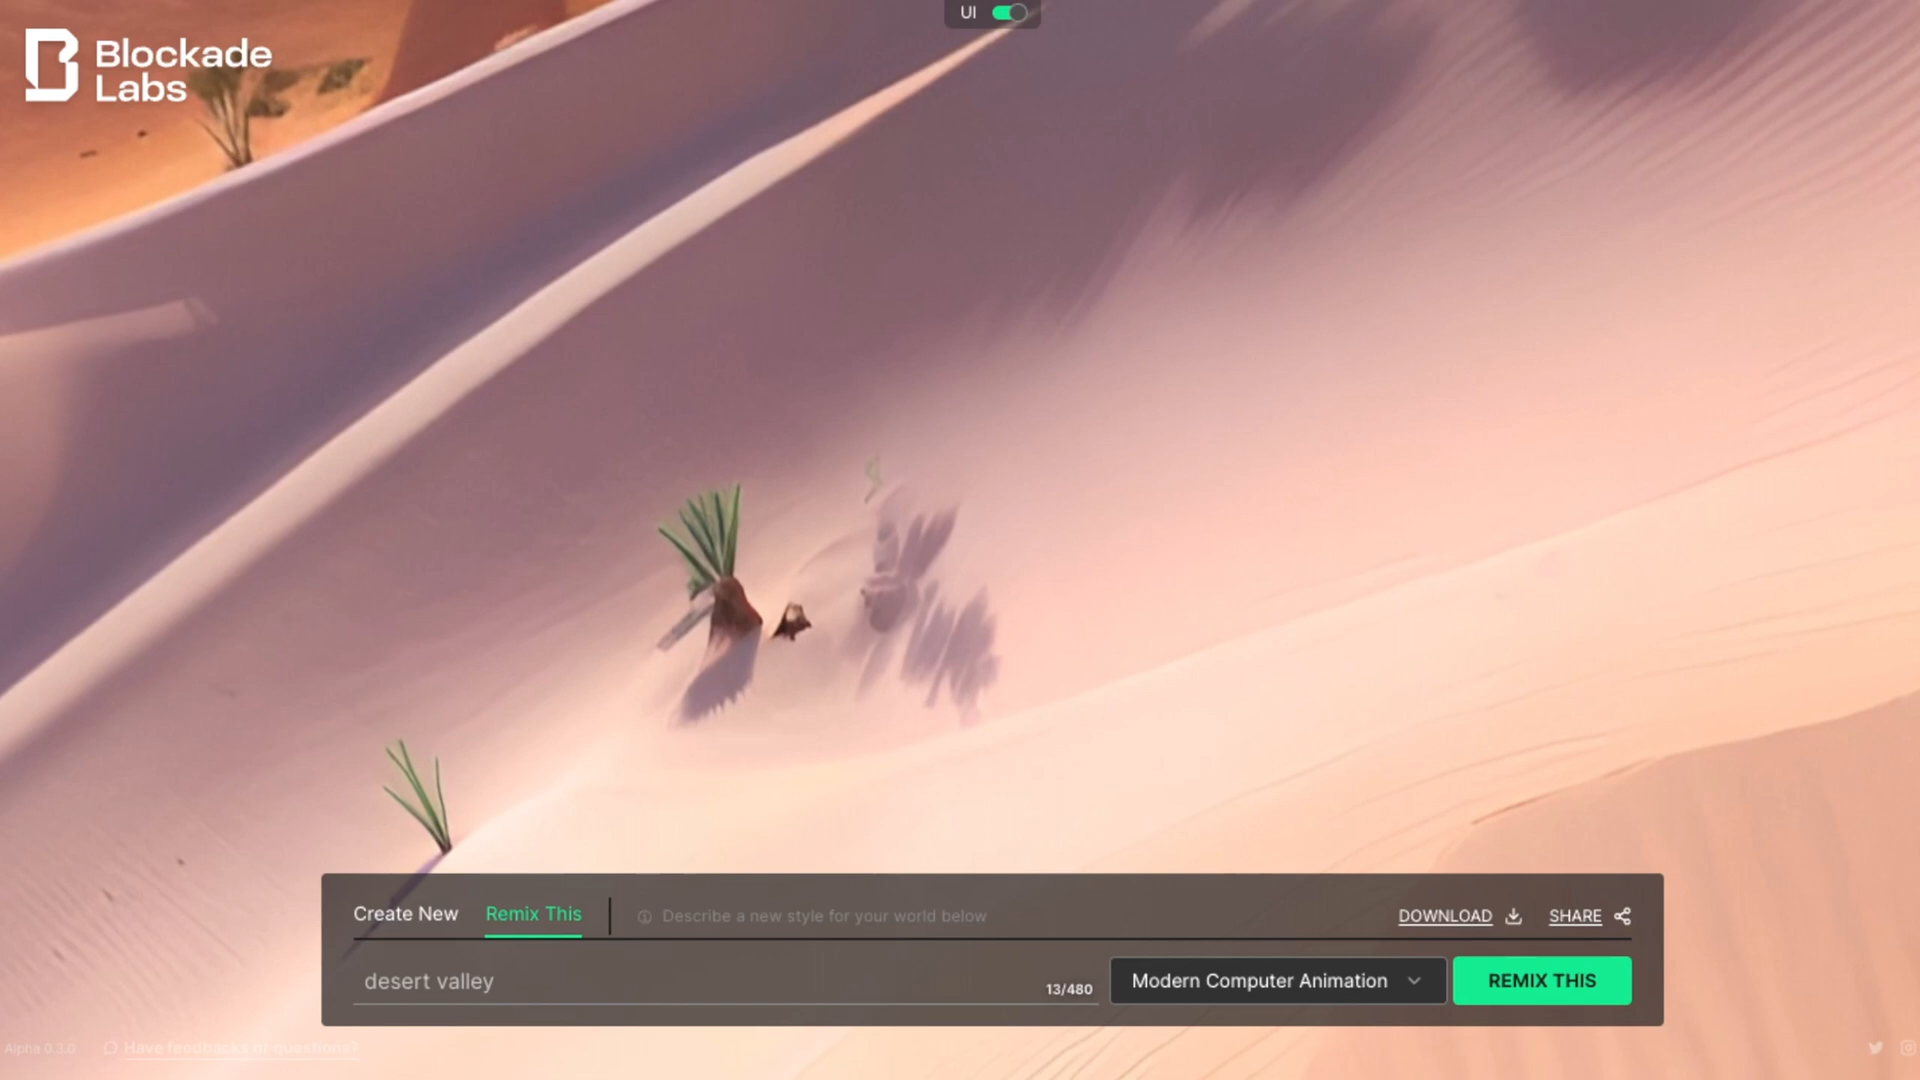 UI
Blockade
Labs
Create New
Remix This
Describe a new style for your world below
DOWNLOAD
SHARE
desert valley
13/480
Modern Computer Animation
REMIX THIS
Alpha 0.3.0
Have feedbacks or questions?